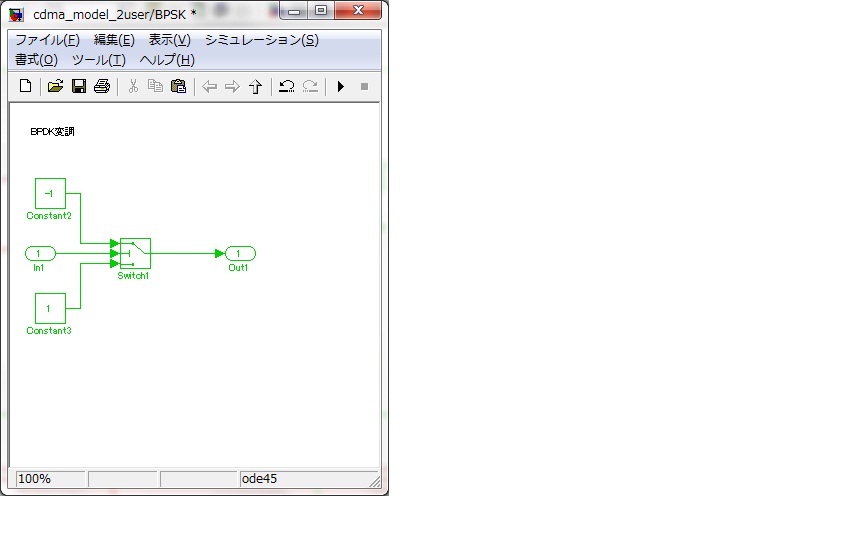 cdma_model_2user/BPSK *
ファイル(F) 編集(E) 表示(V) シミュレーション(S)
書式(O) ツール(T) ヘルプ(H)
BPDK変調
-1
Constant2
1
In1
Switch1
1
Out1
1
Constant3
100%
ode45